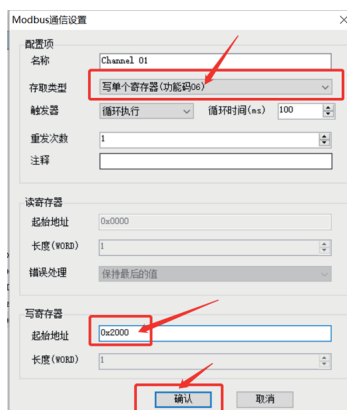 Modbus通信设置
配置项
名称 Channel 01
存取类型 写单个寄存器(功能码06)
触发器 循环执行 循环时间(ms) 100
重发次数 1
注释
读寄存器
起始地址 0x0000
长度(WORD) 1
错误处理 保持最后的值
写寄存器
起始地址 0x2000
长度(WORD) 1
确认 取消